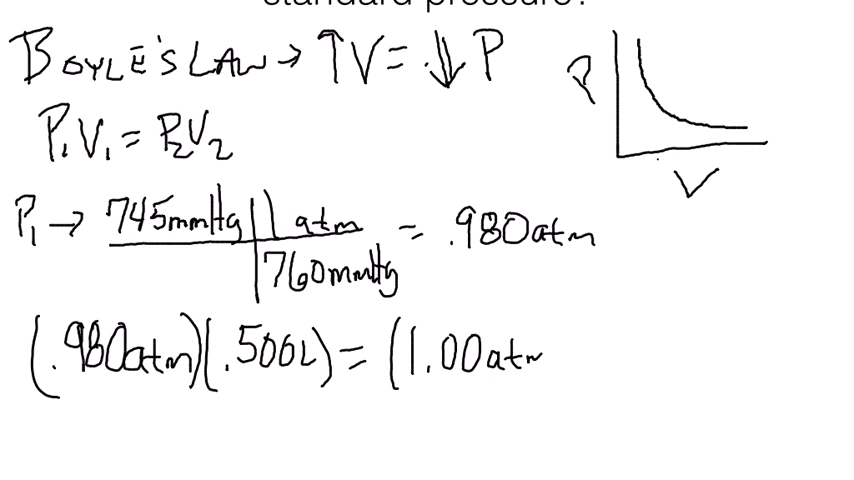 standard pressure?
BOYLE'S LAW → ↑V = ↓P
P₁V₁ = P₂V₂
P
V
P₁ → 745mmHg | 1 atm = .980atm
760mmHg
(.980atm)(.500L) = (1.00atm